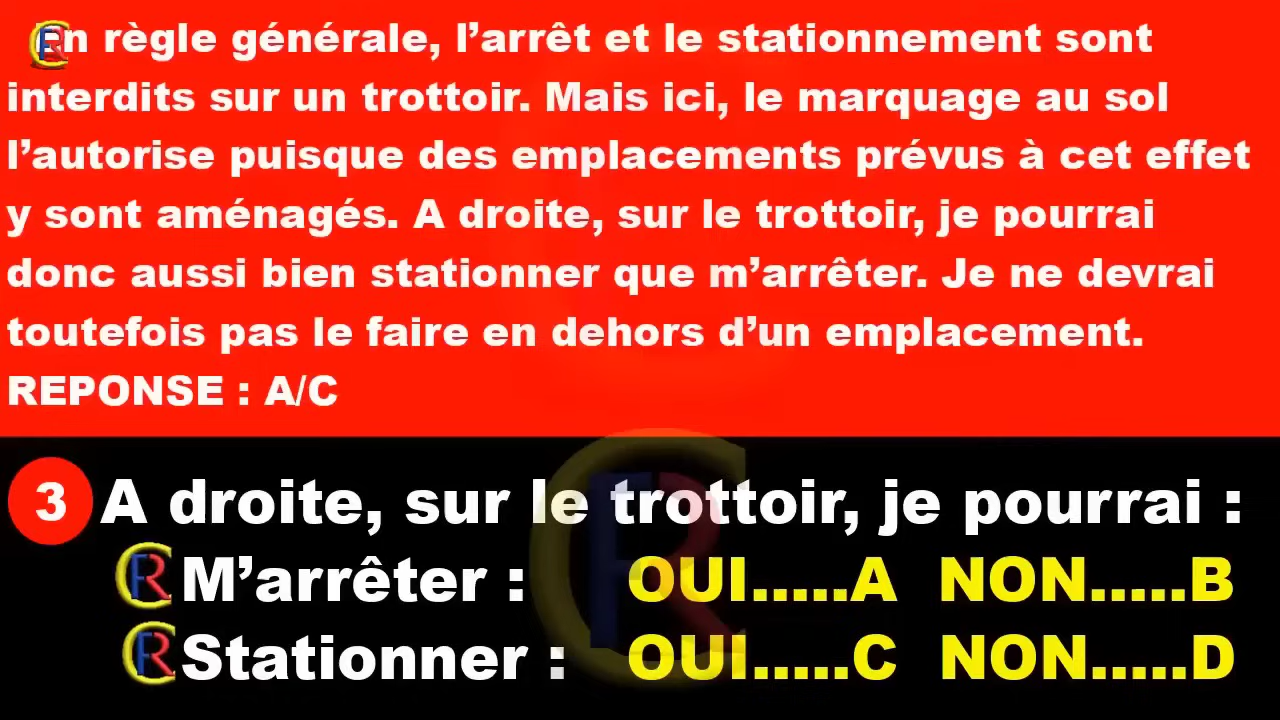 En règle générale, l’arrêt et le stationnement sont
interdits sur un trottoir. Mais ici, le marquage au sol
l’autorise puisque des emplacements prévus à cet effet
y sont aménagés. A droite, sur le trottoir, je pourrai
donc aussi bien stationner que m’arrêter. Je ne devrai
toutefois pas le faire en dehors d’un emplacement.
REPONSE : A/C
3 A droite, sur le trottoir, je pourrai :
M’arrêter : OUI.....A NON.....B
Stationner : OUI.....C NON.....D